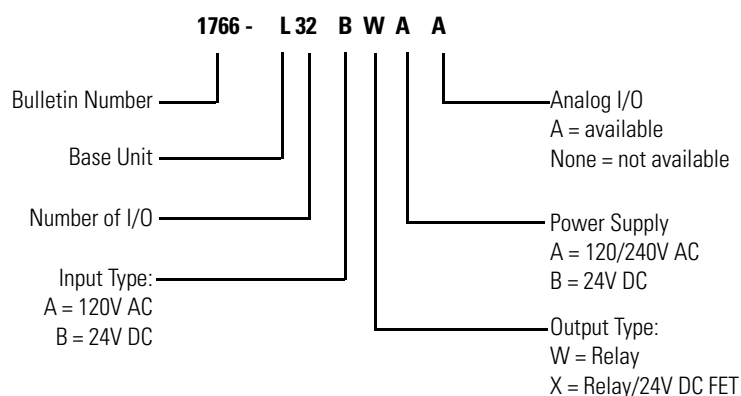 1766 - L 32 B W A A
Bulletin Number
Base Unit
Number of I/O
Input Type:
A = 120V AC
B = 24V DC
Analog I/O
A = available
None = not available
Power Supply
A = 120/240V AC
B = 24V DC
Output Type:
W = Relay
X = Relay/24V DC FET